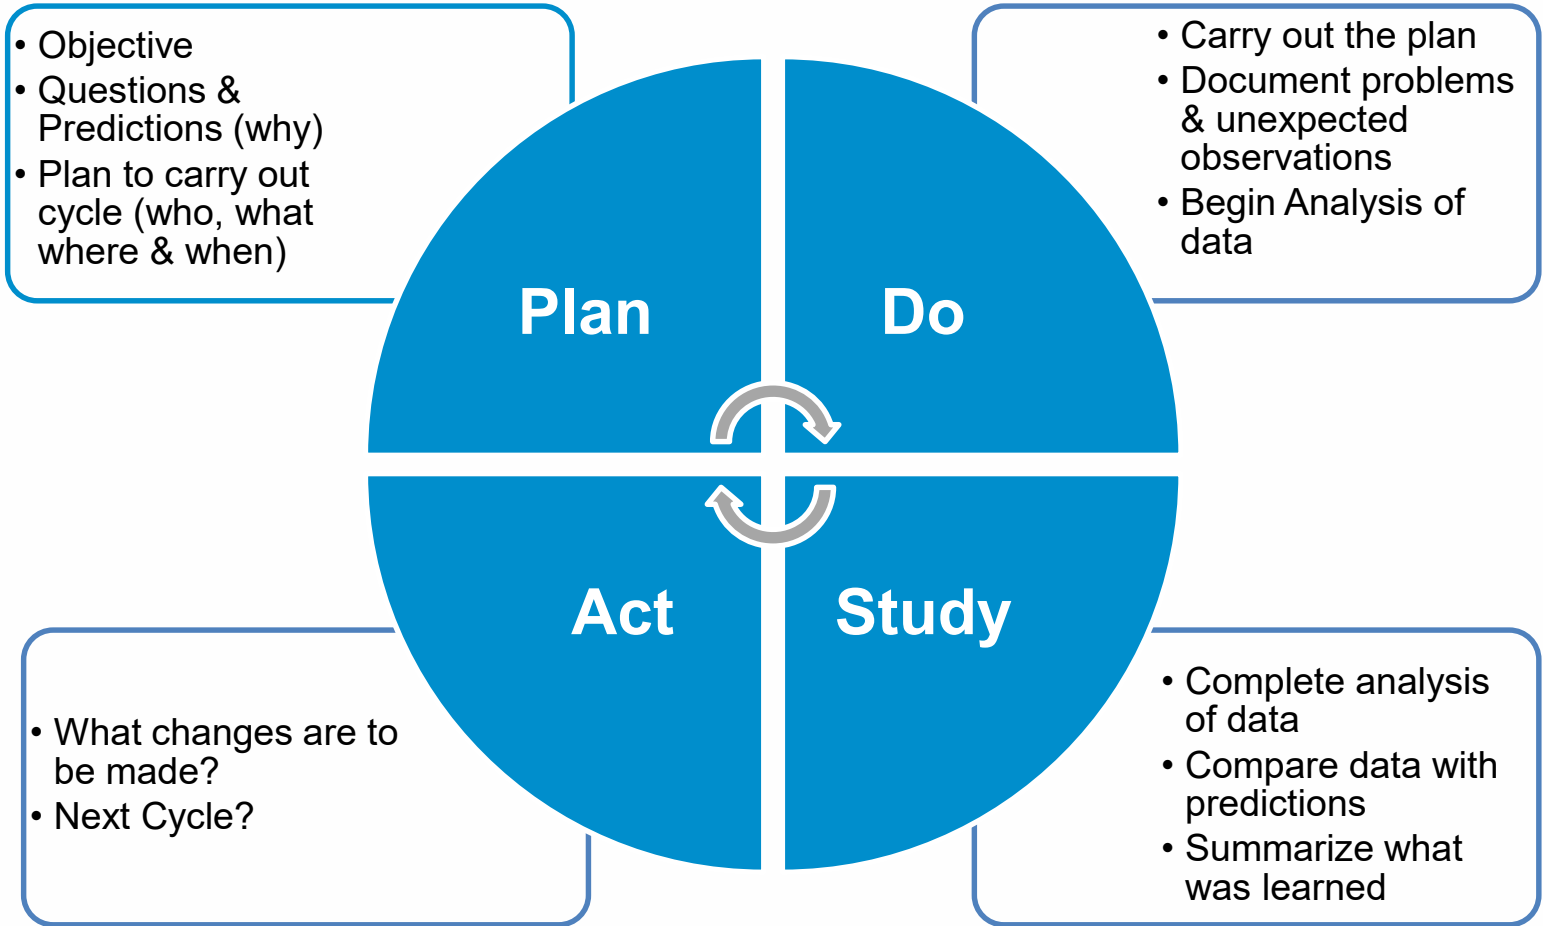 • Objective
• Questions &
Predictions (why)
• Plan to carry out
cycle (who, what
where & when)
• Carry out the plan
• Document problems
& unexpected
observations
• Begin Analysis of
data
Plan
Do
Act
Study
• What changes are to
be made?
• Next Cycle?
• Complete analysis
of data
• Compare data with
predictions
• Summarize what
was learned